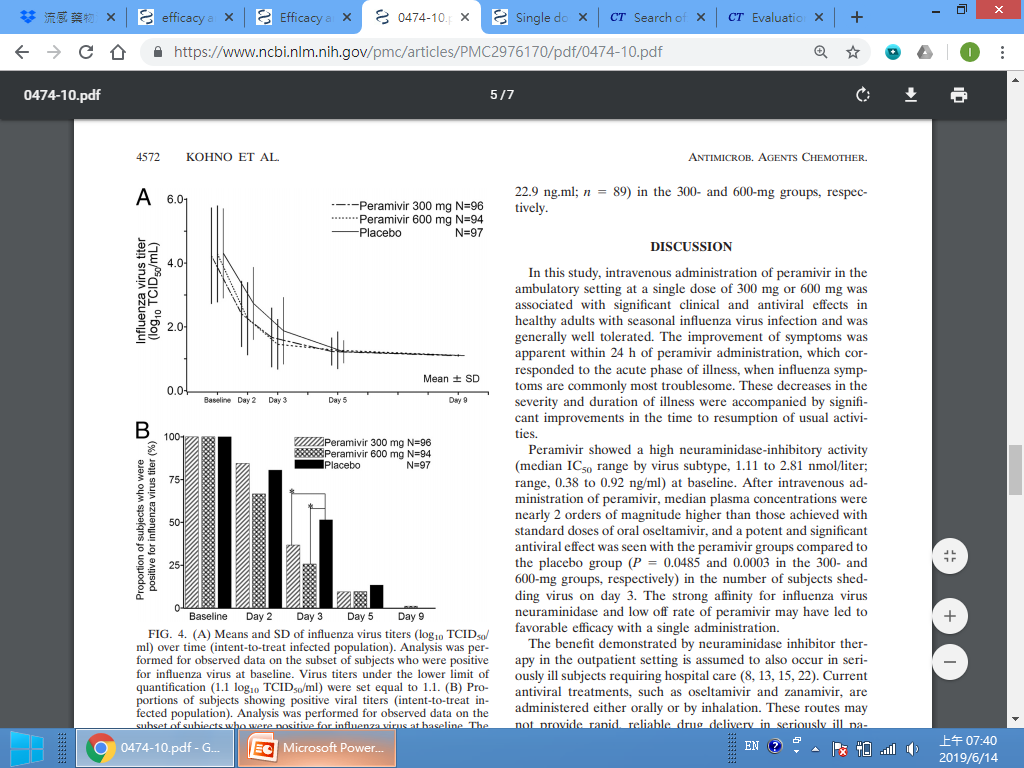 流感 藥物
efficacy a
Efficacy a
0474-10.p
Single do
Search of
Evaluatio
https://www.ncbi.nlm.nih.gov/pmc/articles/PMC2976170/pdf/0474-10.pdf
0474-10.pdf
5 / 7
4572 KOHNO ET AL.
ANTIMICROB. AGENTS CHEMOTHER.
A
6.0
4.0
2.0
0.0
Influenza virus titer
(log10 TCID50/mL)
Peramivir 300 mg N=96
Peramivir 600 mg N=94
Placebo N=97
Mean ± SD
Baseline Day 2 Day 3 Day 5 Day 9
B
100
75
50
25
0
Proportion of subjects who were
positive for influenza virus titer (%)
Peramivir 300 mg N=96
Peramivir 600 mg N=94
Placebo N=97
*
*
Baseline Day 2 Day 3 Day 5 Day 9
FIG. 4. (A) Means and SD of influenza virus titers (log10 TCID50/
ml) over time (intent-to-treat infected population). Analysis was per-
formed for observed data on the subset of subjects who were positive
for influenza virus at baseline. Virus titers under the lower limit of
quantification (1.1 log10 TCID50/ml) were set equal to 1.1. (B) Pro-
portions of subjects showing positive viral titers (intent-to-treat in-
fected population). Analysis was performed for observed data on the
subset of subjects who were positive for influenza virus at baseline. The
22.9 ng.ml; n = 89) in the 300- and 600-mg groups, respec-
tively.
DISCUSSION
In this study, intravenous administration of peramivir in the
ambulatory setting at a single dose of 300 mg or 600 mg was
associated with significant clinical and antiviral effects in
healthy adults with seasonal influenza virus infection and was
generally well tolerated. The improvement of symptoms was
apparent within 24 h of peramivir administration, which cor-
responded to the acute phase of illness, when influenza symp-
toms are commonly most troublesome. These decreases in the
severity and duration of illness were accompanied by signifi-
cant improvements in the time to resumption of usual activi-
ties.
Peramivir showed a high neuraminidase-inhibitory activity
(median IC50 range by virus subtype, 1.11 to 2.81 nmol/liter;
range, 0.38 to 0.92 ng/ml) at baseline. After intravenous ad-
ministration of peramivir, median plasma concentrations were
nearly 2 orders of magnitude higher than those achieved with
standard doses of oral oseltamivir, and a potent and significant
antiviral effect was seen with the peramivir groups compared to
the placebo group (P = 0.0485 and 0.0003 in the 300- and
600-mg groups, respectively) in the number of subjects shed-
ding virus on day 3. The strong affinity for influenza virus
neuraminidase and low off rate of peramivir may have led to
favorable efficacy with a single administration.
The benefit demonstrated by neuraminidase inhibitor ther-
apy in the outpatient setting is assumed to also occur in seri-
ously ill subjects requiring hospital care (8, 13, 15, 22). Current
antiviral treatments, such as oseltamivir and zanamivir, are
administered either orally or by inhalation. These routes may
not provide rapid, reliable drug delivery in seriously ill pa-
0474-10.pdf - G...
Microsoft Power...
EN
上午 07:40
2019/6/14